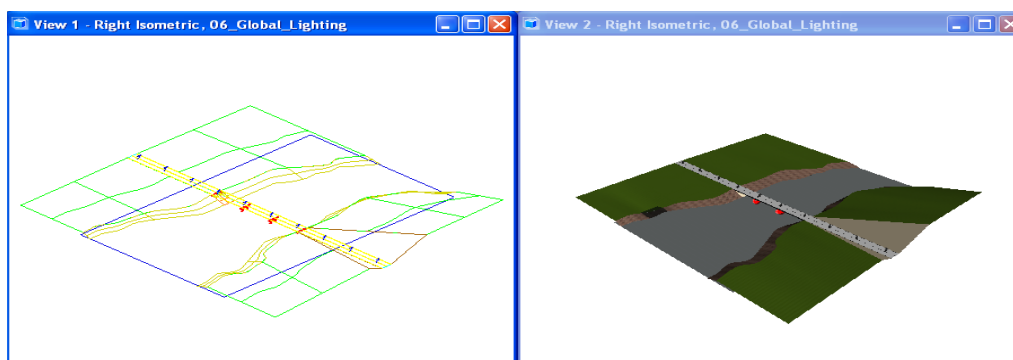 View 1 - Right Isometric, 06_Global_Lighting
View 2 - Right Isometric, 06_Global_Lighting